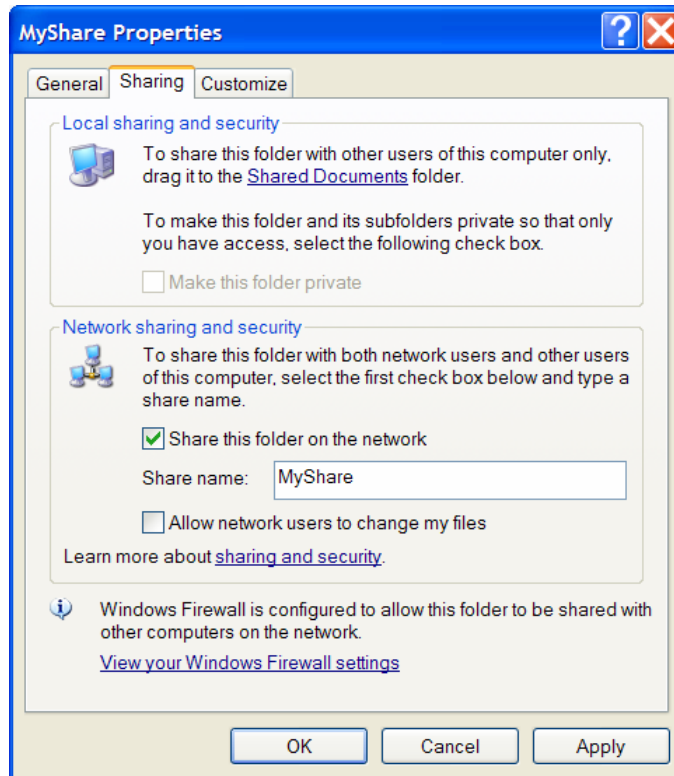 MyShare Properties
General Sharing Customize
Local sharing and security
To share this folder with other users of this computer only,
drag it to the Shared Documents folder.
To make this folder and its subfolders private so that only
you have access, select the following check box.
Make this folder private
Network sharing and security
To share this folder with both network users and other users
of this computer, select the first check box below and type a
share name.
Share this folder on the network
Share name: MyShare
Allow network users to change my files
Learn more about sharing and security.
Windows Firewall is configured to allow this folder to be shared with
other computers on the network.
View your Windows Firewall settings
OK Cancel Apply